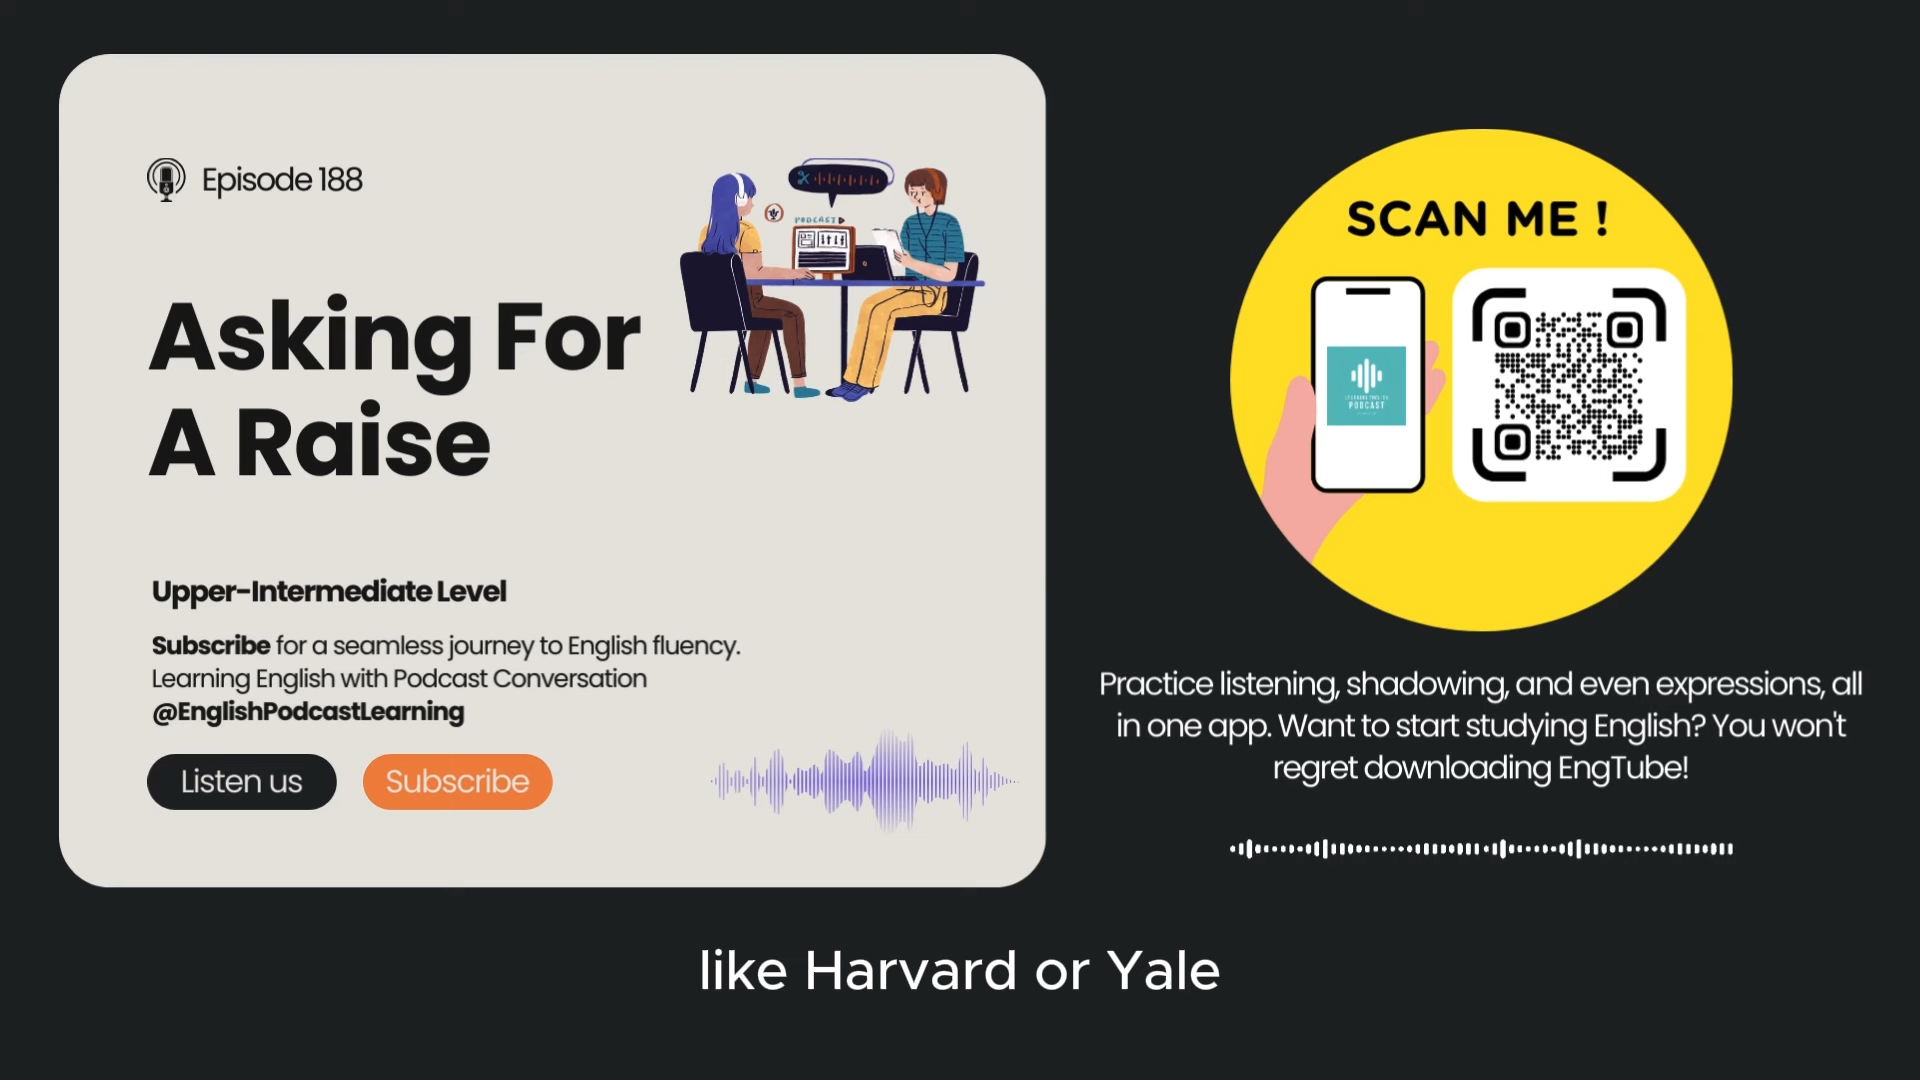 Episode 188
PODCAST
Asking For
A Raise
Upper-Intermediate Level
Subscribe for a seamless journey to English fluency.
Learning English with Podcast Conversation
@EnglishPodcastLearning
Listen us
Subscribe
SCAN ME !
LEARNING ENGLISH
PODCAST
Practice listening, shadowing, and even expressions, all
in one app. Want to start studying English? You won't
regret downloading EngTube!
like Harvard or Yale